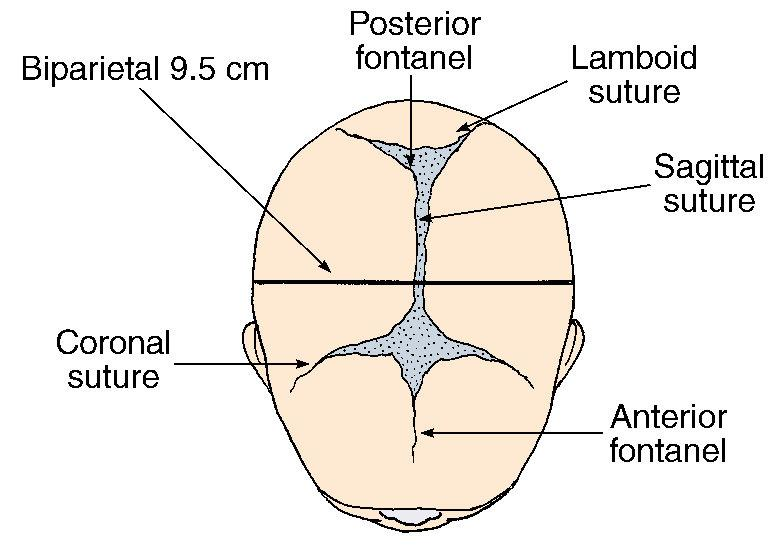 Posterior
fontanel
Biparietal 9.5 cm
Lamboid
suture
Sagittal
suture
Coronal
suture
Anterior
fontanel